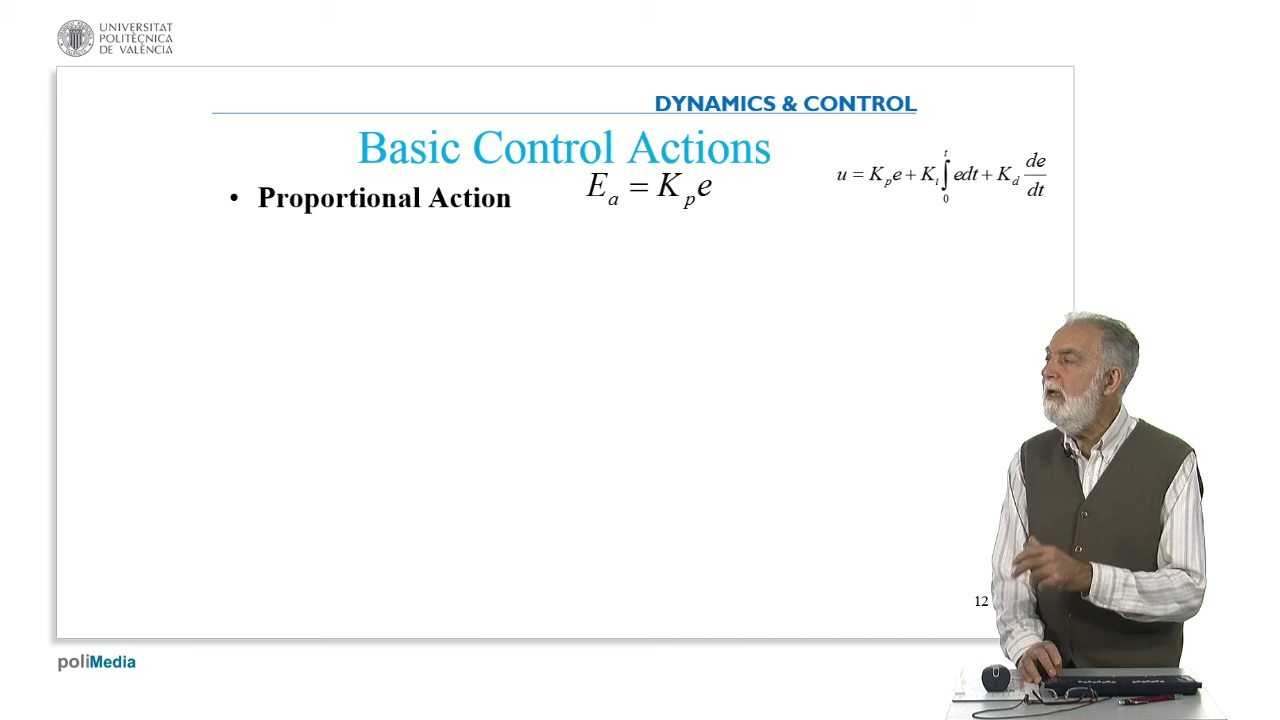 UNIVERSITAT
POLITÈCNICA
DE VALÈNCIA
DYNAMICS & CONTROL
Basic Control Actions
• Proportional Action
E_a = K_p e
u = K_p e + K_i ∫_0^t edt + K_d de/dt
12
poliMedia